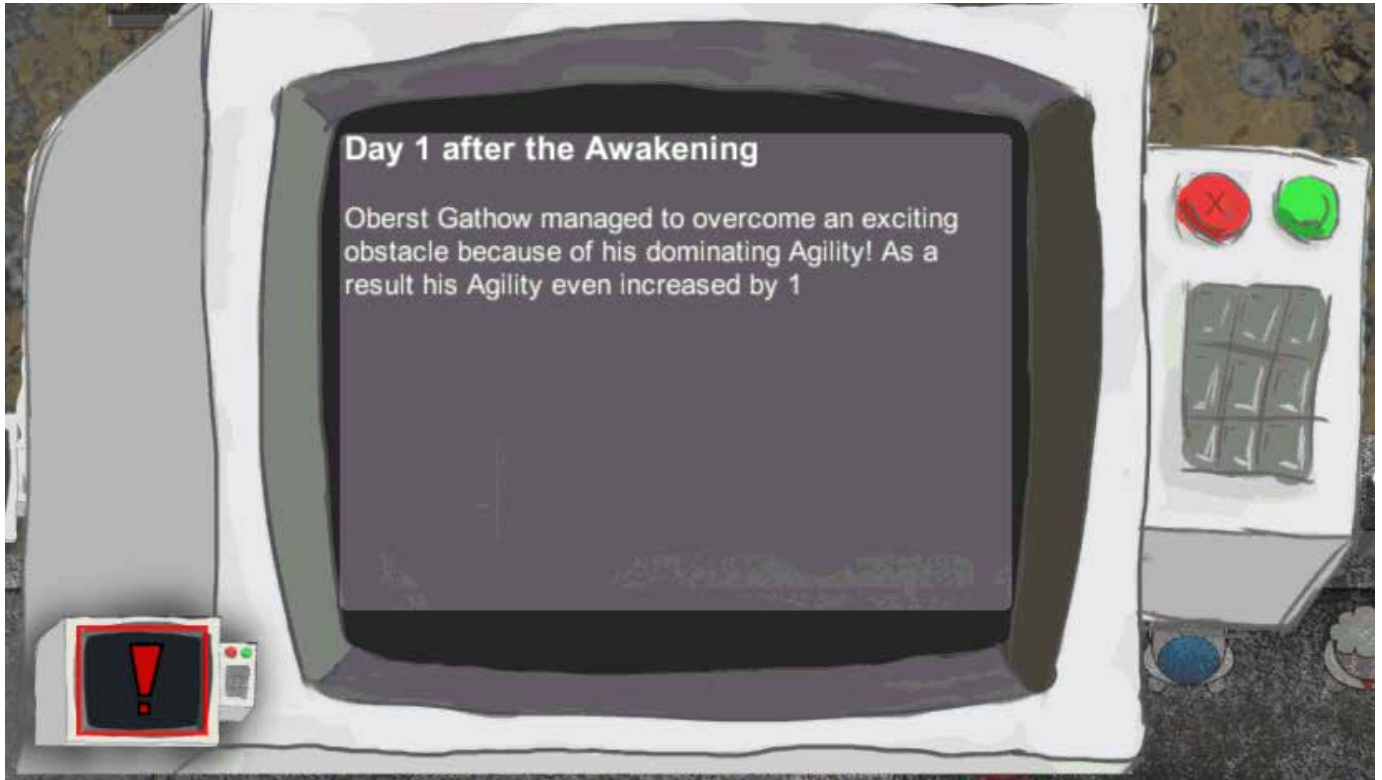 Day 1 after the Awakening
Oberst Gathow managed to overcome an exciting
obstacle because of his dominating Agility! As a
result his Agility even increased by 1
X
!